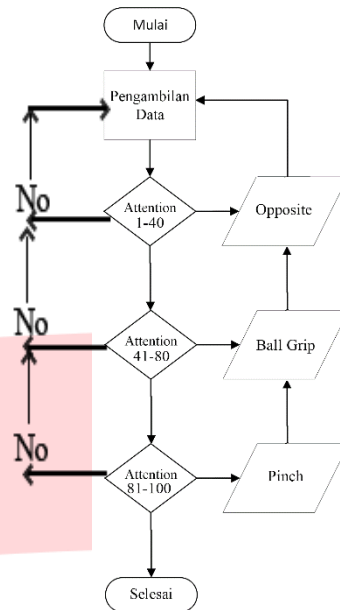 Mulai
Pengambilan
Data
No
Attention
1-40
Opposite
No
Attention
41-80
Ball Grip
No
Attention
81-100
Pinch
Selesai